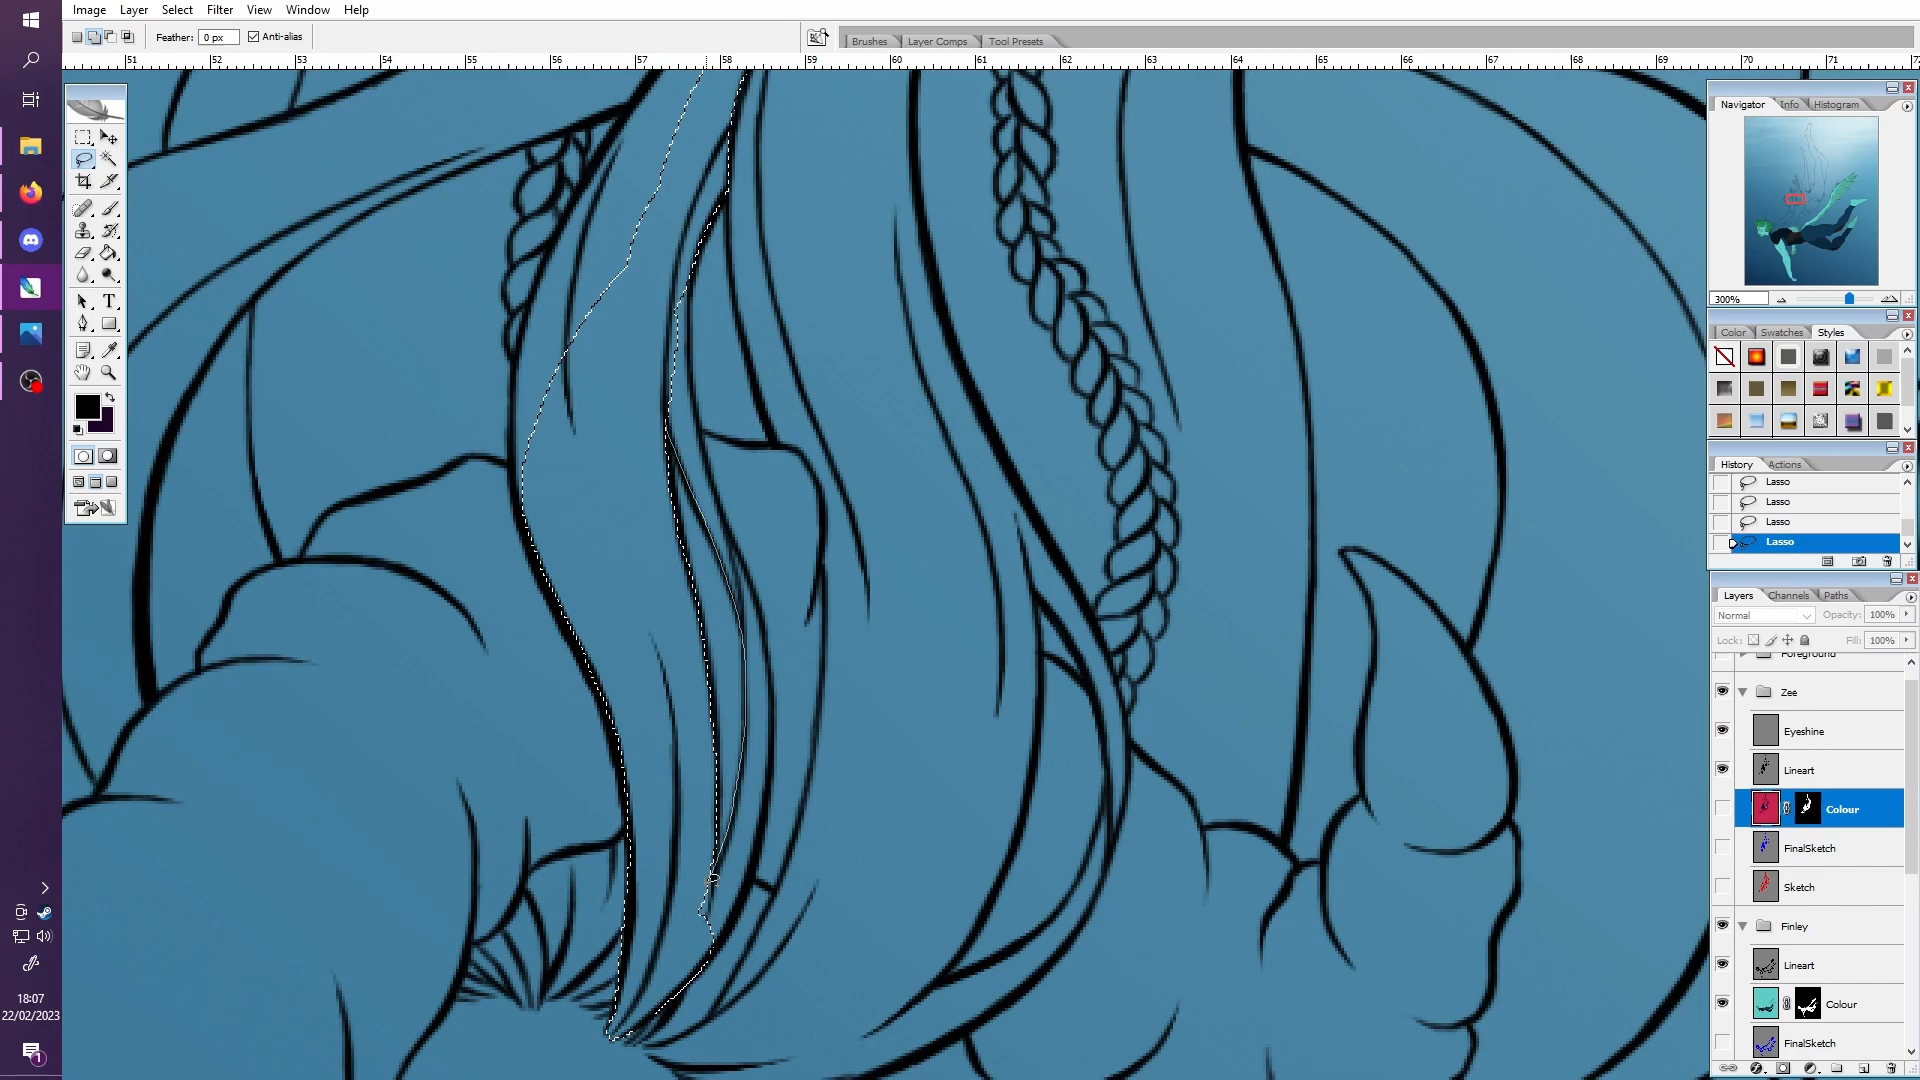 Image Layer Select Filter View Window Help
Feather: 0 px Anti-alias
Brushes Layer Comps Tool Presets
51 52 53 54 55 56 57 58 59 60 61 62 63 64 65 66 67 68 69 70 71 72
Navigator Info Histogram
300%
Color Swatches Styles
History Actions
Lasso
Lasso
Lasso
Lasso
Layers Channels Paths
Normal Opacity: 100%
Lock: Fill: 100%
Foreground
Zee
Eyeshine
Lineart
Colour
FinalSketch
Sketch
Finley
Lineart
Colour
FinalSketch
T
18:07
22/02/2023
1